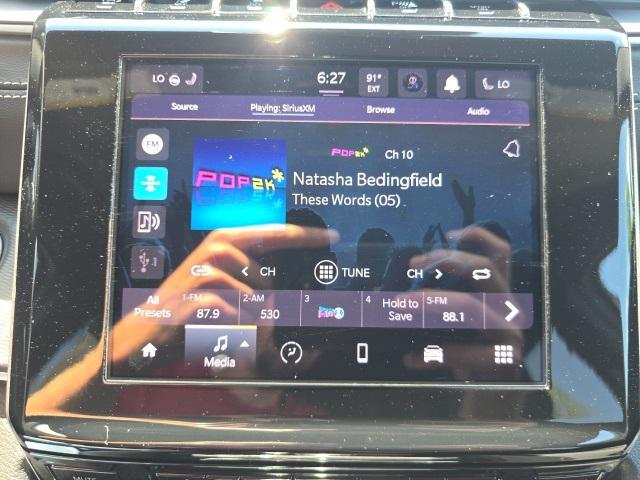 LO 6:27 91° EXT LO
Source Playing: SiriusXM Browse Audio
FM
POP2K Ch 10
POP2K
Natasha Bedingfield
These Words (05)
CH TUNE CH
All Presets 1-FM 87.9 2-AM 530 3 4 Hold to Save 5-FM 88.1
Media
MUTE